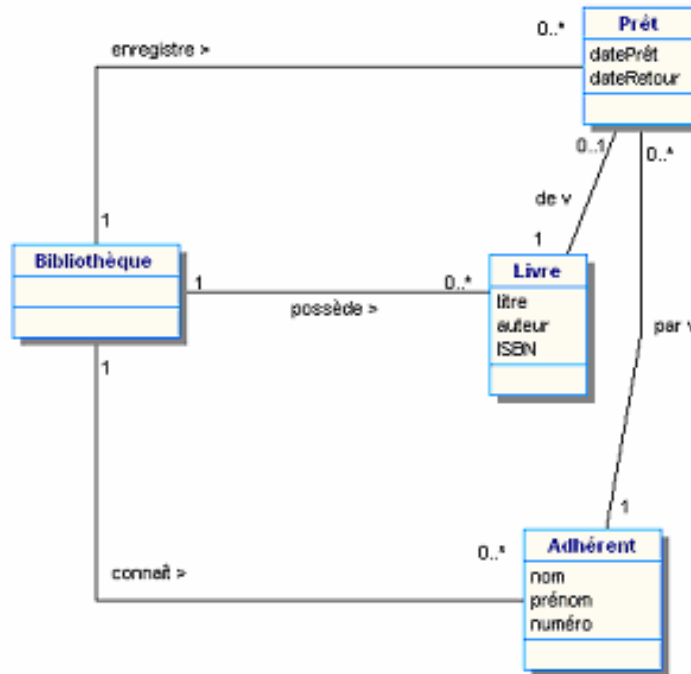 Prêt
0..*
enregistre >
datePrêt
dateRetour
0..1
0..*
de v
1
1
Bibliothèque
Livre
1
0..*
possède >
titre
auteur
ISBN
par v
1
1
Adhérent
0..*
connaît >
nom
prénom
numéro